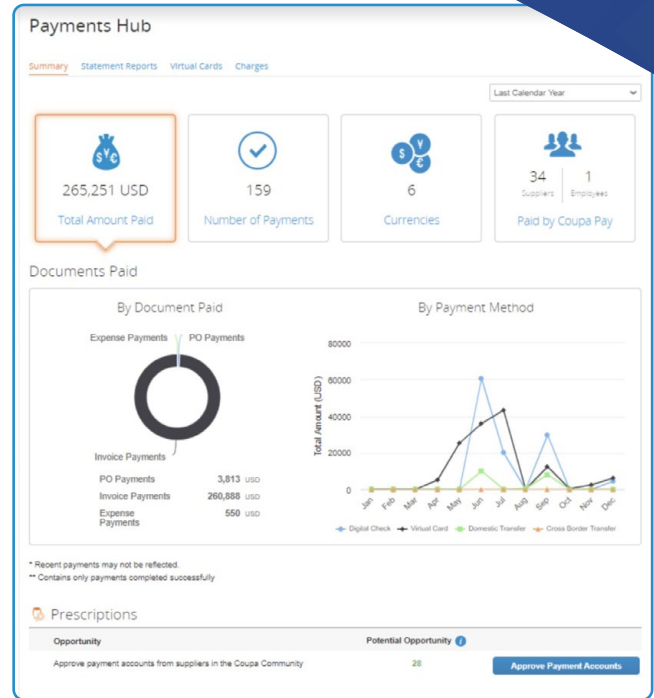 Payments Hub
Summary Statement Reports Virtual Cards Charges
Last Calendar Year
$ ¥ €
265,251 USD
Total Amount Paid
159
Number of Payments
$ ¥ €
6
Currencies
34 1
Suppliers Employees
Paid by Coupa Pay
Documents Paid
By Document Paid
Expense Payments PO Payments
Invoice Payments
PO Payments 3,813 USD
Invoice Payments 260,888 USD
Expense 550 USD
Payments
By Payment Method
Total Amount (USD)
80000
60000
40000
20000
0
Jan Feb Mar Apr May Jun Jul Aug Sep Oct Nov Dec
Digital Check Virtual Card Domestic Transfer Cross Border Transfer
* Recent payments may not be reflected.
** Contains only payments completed successfully
Prescriptions
Opportunity Potential Opportunity i
Approve payment accounts from suppliers in the Coupa Community 28 Approve Payment Accounts